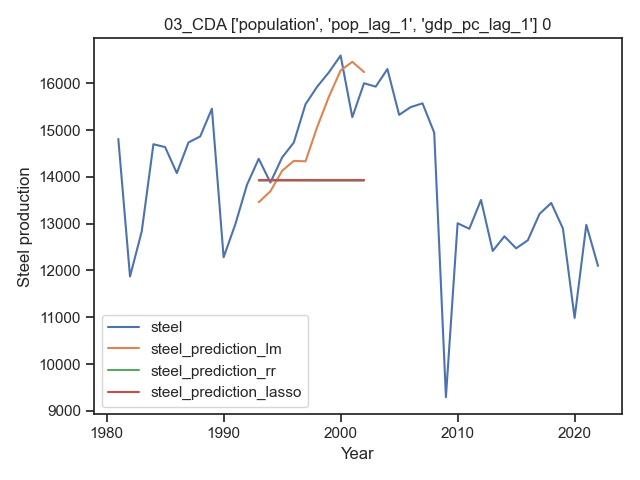 03_CDA ['population', 'pop_lag_1', 'gdp_pc_lag_1'] 0
Steel production
16000
15000
14000
13000
12000
11000
10000
9000
steel
steel_prediction_lm
steel_prediction_rr
steel_prediction_lasso
1980 1990 2000 2010 2020
Year